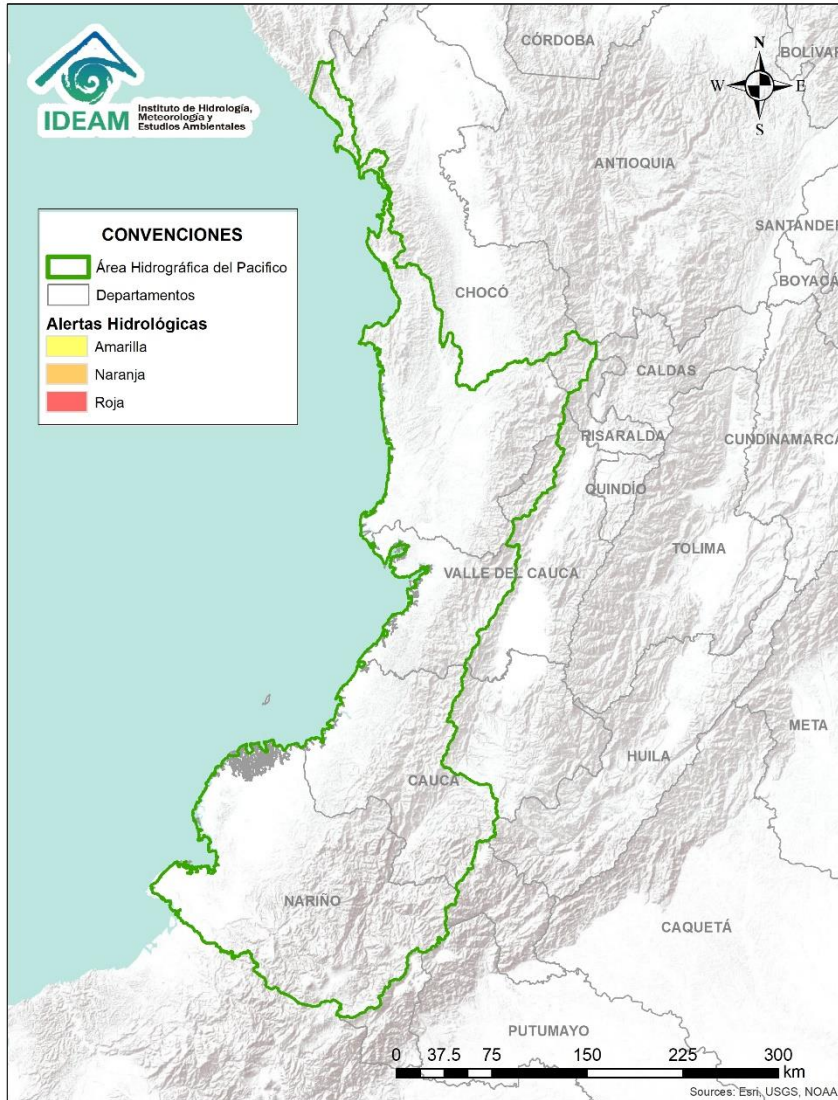 IDEAM
Instituto de Hidrología,
Meteorología y
Estudios Ambientales
N
W
E
S
CONVENCIONES
Área Hidrográfica del Pacifico
Departamentos
Alertas Hidrológicas
Amarilla
Naranja
Roja
CÓRDOBA
BOLÍVAR
ANTIOQUIA
SANTANDER
BOYACÁ
CHOCÓ
CALDAS
RISARALDA
CUNDINAMARCA
QUINDÍO
TOLIMA
VALLE DEL CAUCA
META
HUILA
CAUCA
NARIÑO
CAQUETÁ
PUTUMAYO
0 37.5 75 150 225 300
km
Sources: Esri, USGS, NOAA